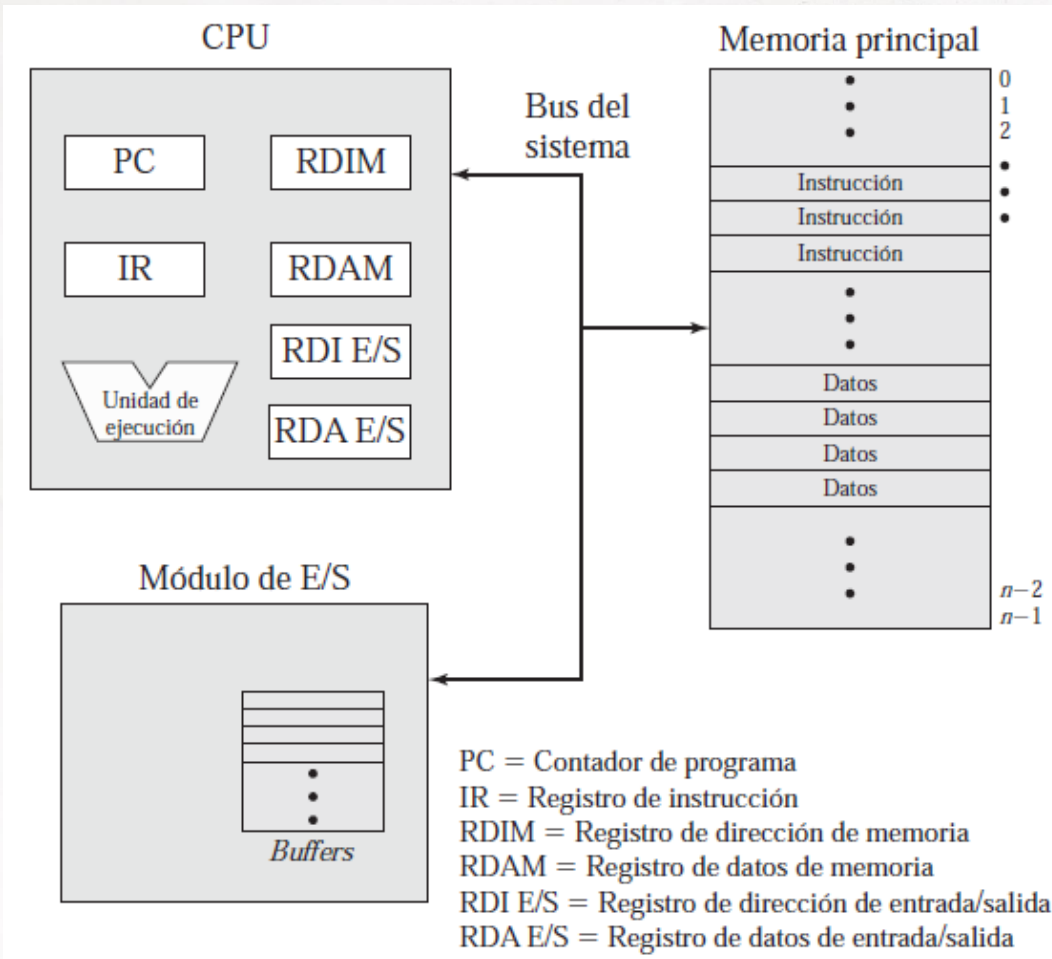 CPU
PC
RDIM
IR
RDAM
RDI E/S
Unidad de
ejecución
RDA E/S
Bus del
sistema
Memoria principal
0
1
2
Instrucción
Instrucción
Instrucción
Datos
Datos
Datos
Datos
n−2
n−1
Módulo de E/S
Buffers
PC = Contador de programa
IR = Registro de instrucción
RDIM = Registro de dirección de memoria
RDAM = Registro de datos de memoria
RDI E/S = Registro de dirección de entrada/salida
RDA E/S = Registro de datos de entrada/salida